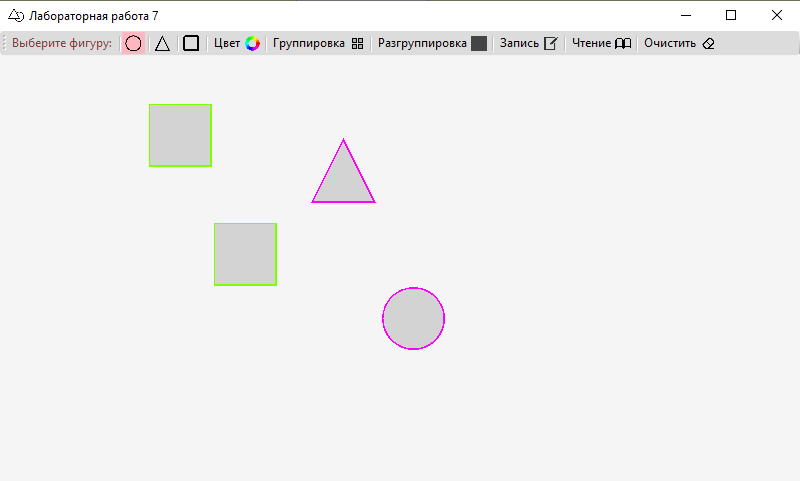 Лабораторная работа 7
Выберите фигуру: Цвет Группировка Разгруппировка Запись Чтение Очистить